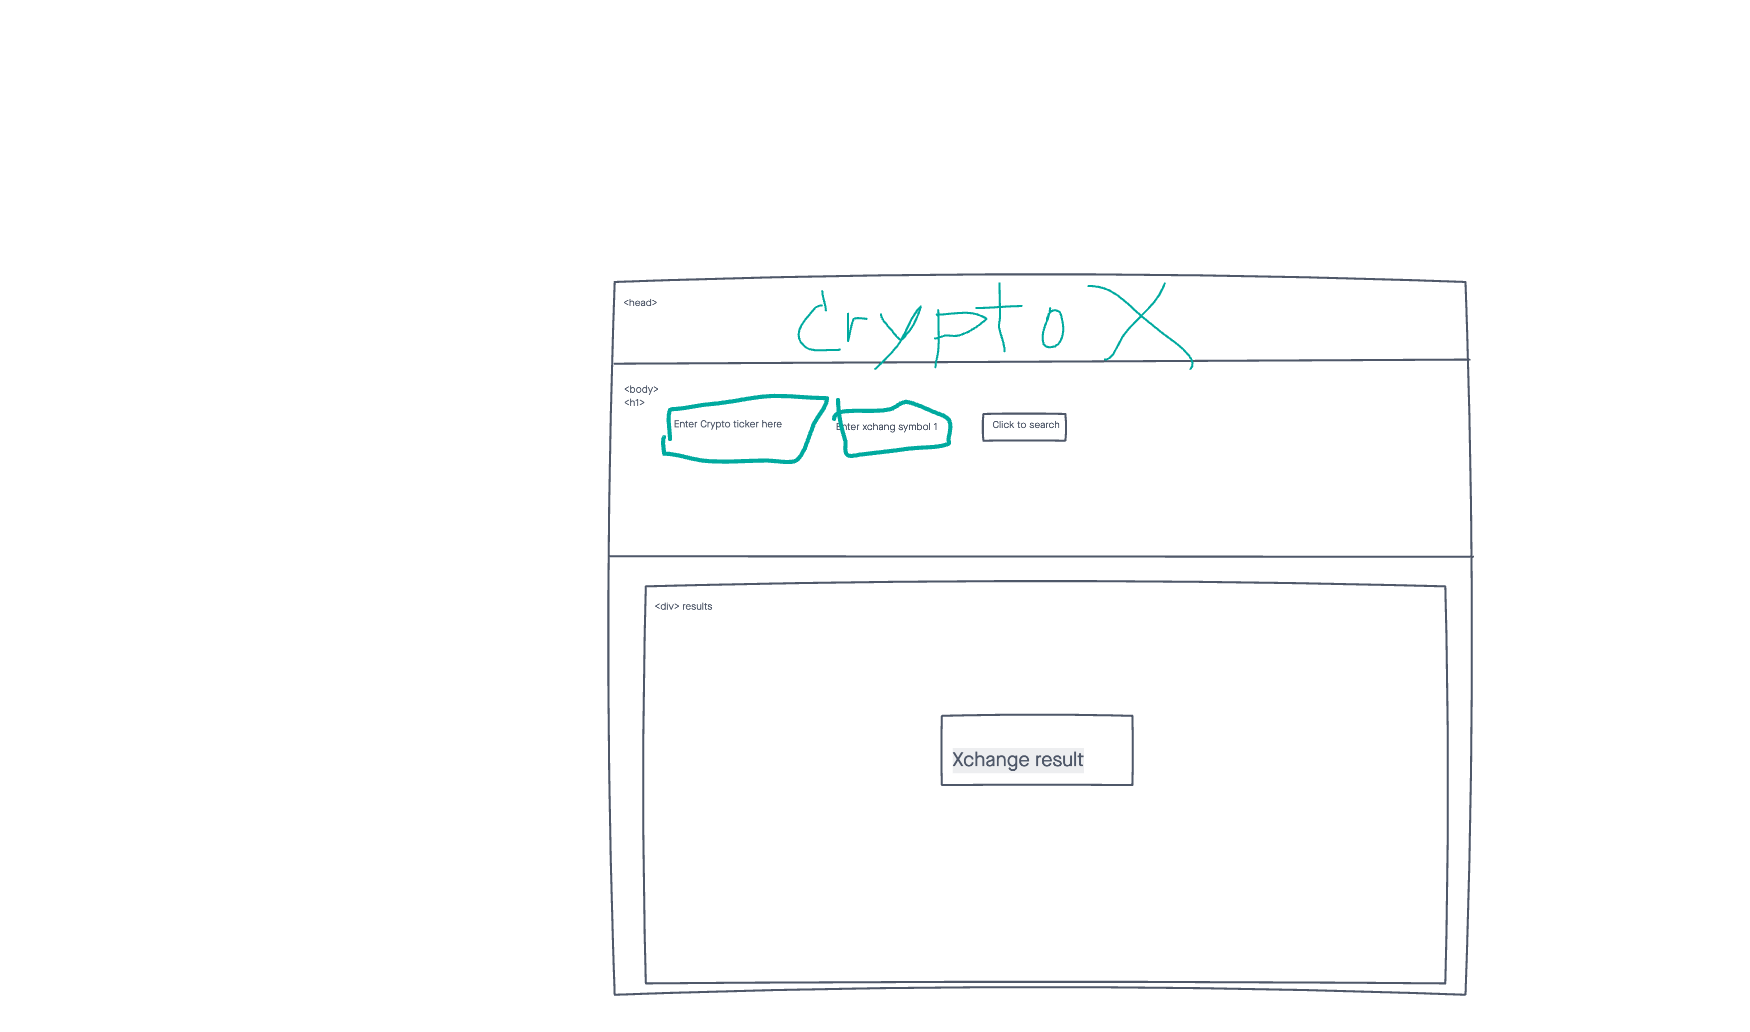 <head>
Crypto X
<body>
<h1>
Enter Crypto ticker here
Enter xchang symbol 1
Click to search
<div> results
Xchange result